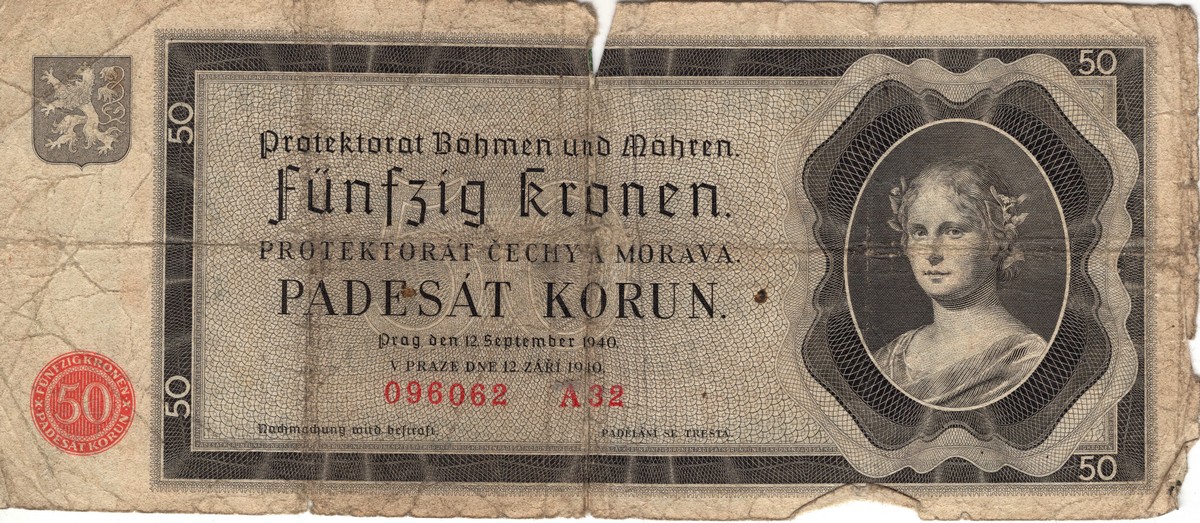 50
50
Protektorat Böhmen und Mähren.
Fünfzig Kronen.
PROTEKTORÁT ČECHY A MORAVA.
PADESÁT KORUN.
Prag den 12. September 1940.
V PRAZE DNE 12. ZÁŘÍ 1940.
096062 A 32
Nachmachung wird bestraft.
PADĚLÁNÍ SE TRESTÁ.
FÜNFZIG KRONEN
50
PADESÁT KORUN
50
50